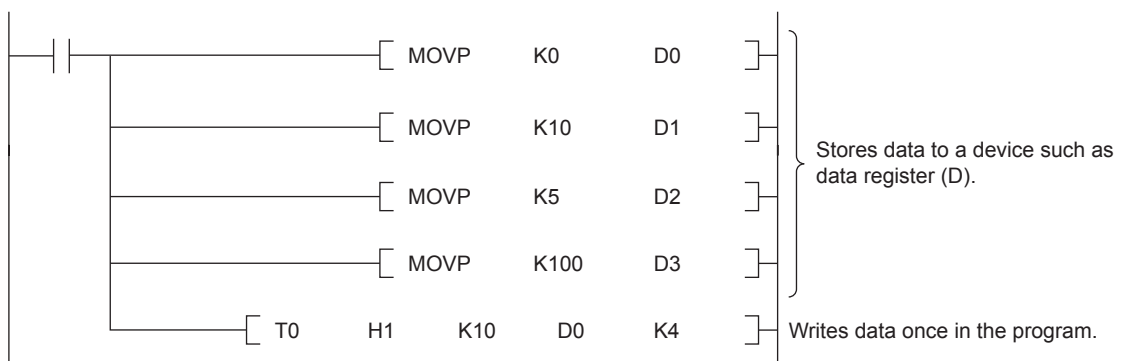 MOVP K0 D0
MOVP K10 D1
Stores data to a device such as
data register (D).
MOVP K5 D2
MOVP K100 D3
T0 H1 K10 D0 K4 Writes data once in the program.